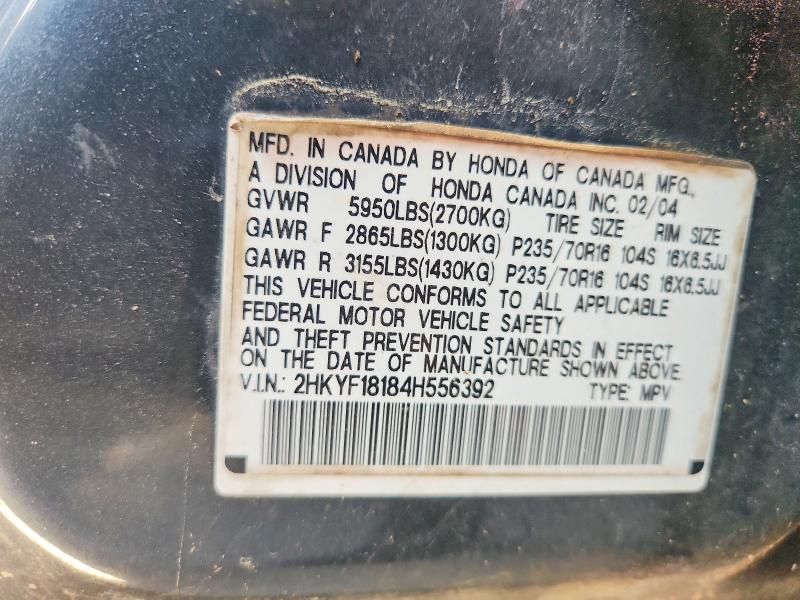 MFD. IN CANADA BY HONDA OF CANADA MFG.,
A DIVISION OF HONDA CANADA INC. 02/04
GVWR 5950LBS(2700KG) TIRE SIZE RIM SIZE
GAWR F 2865LBS(1300KG) P235/70R16 104S 16X6.5JJ
GAWR R 3155LBS(1430KG) P235/70R16 104S 16X6.5JJ
THIS VEHICLE CONFORMS TO ALL APPLICABLE
FEDERAL MOTOR VEHICLE SAFETY
AND THEFT PREVENTION STANDARDS IN EFFECT
ON THE DATE OF MANUFACTURE SHOWN ABOVE.
V.I.N.: 2HKYF18184H556392 TYPE: MPV